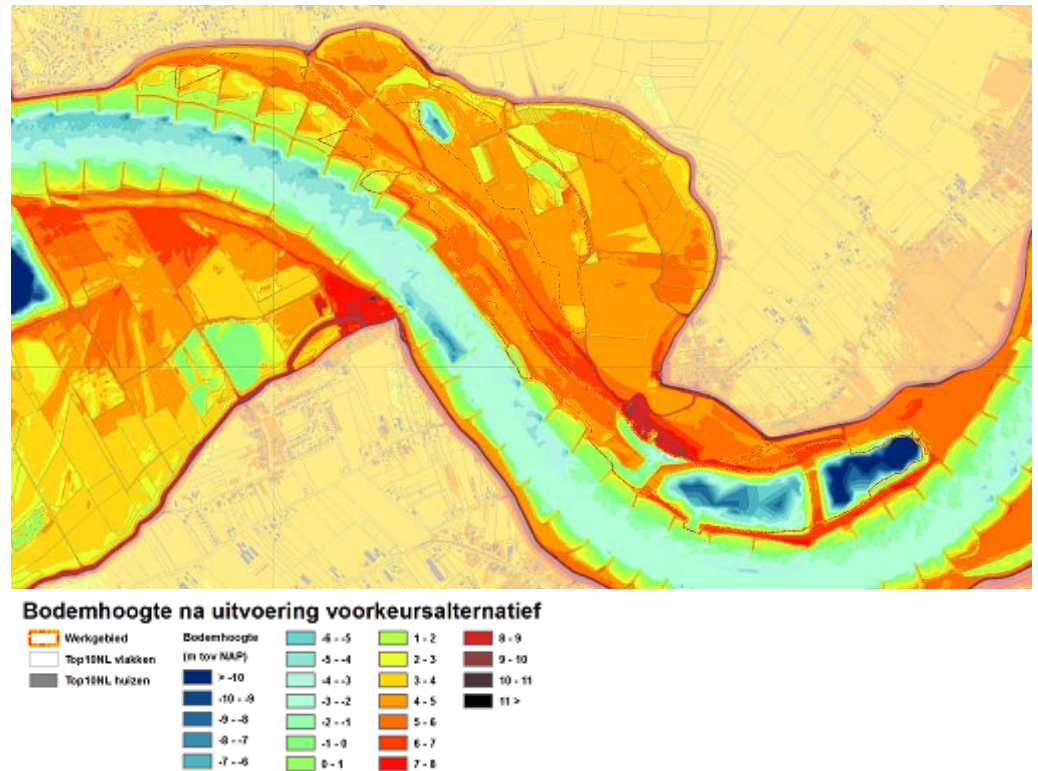 Bodemhoogte na uitvoering voorkeursalternatief
Werkgebied
Top10NL vlakken
Top10NL huizen
Bodemhoogte
(m tov NAP)
> -10
-10 - -9
-9 - -8
-8 - -7
-7 - -6
-6 - -5
-5 - -4
-4 - -3
-3 - -2
-2 - -1
-1 - 0
0 - 1
1 - 2
2 - 3
3 - 4
4 - 5
5 - 6
6 - 7
7 - 8
8 - 9
9 - 10
10 - 11
11 >